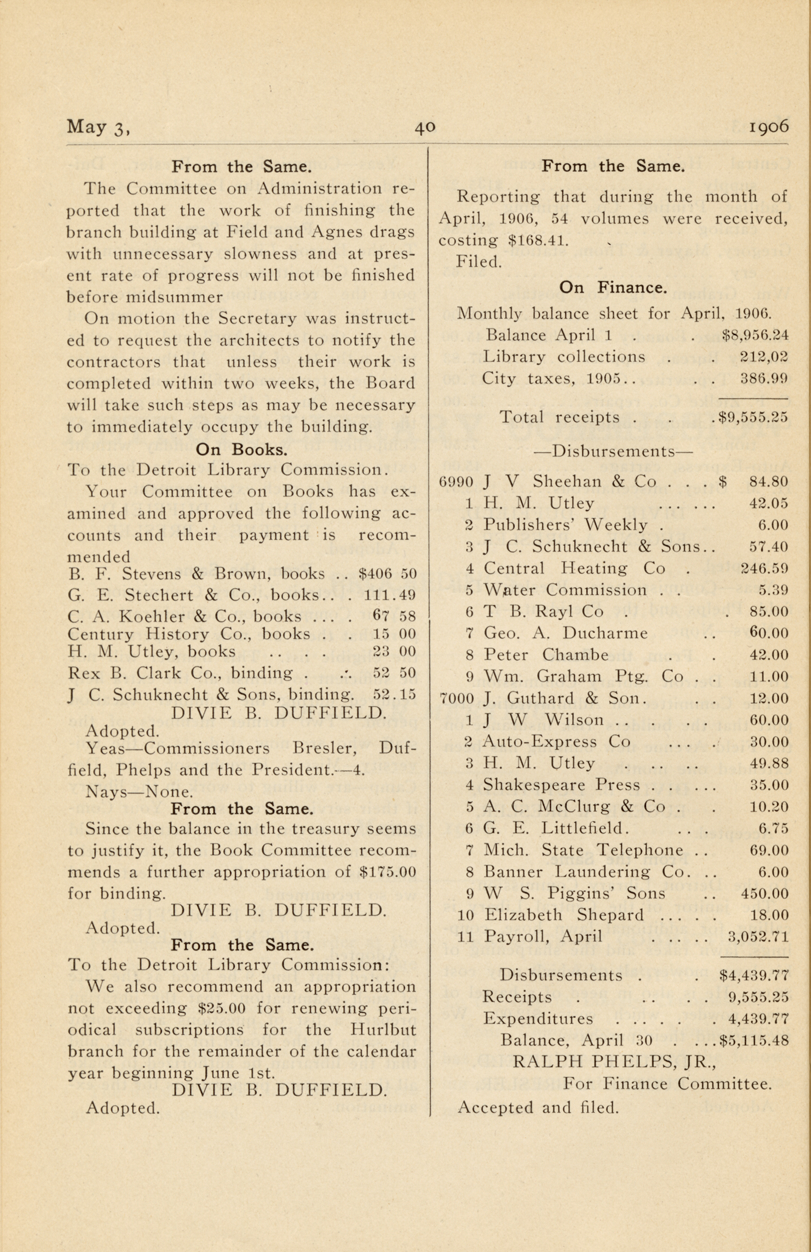 May 3,
40
1906
From the Same.
The Committee on Administration re-
ported that the work of finishing the
branch building at Field and Agnes drags
with unnecessary slowness and at pres-
ent rate of progress will not be finished
before midsummer
On motion the Secretary was instruct-
ed to request the architects to notify the
contractors that unless their work is
completed within two weeks, the Board
will take such steps as may be necessary
to immediately occupy the building.
On Books.
To the Detroit Library Commission.
Your Committee on Books has ex-
amined and approved the following ac-
counts and their payment is recom-
mended
B. F. Stevens & Brown, books .. $406 50
G. E. Stechert & Co., books.. . 111.49
C. A. Koehler & Co., books ... . 67 58
Century History Co., books . . 15 00
H. M. Utley, books .. . . 23 00
Rex B. Clark Co., binding . .·. 52 50
J C. Schuknecht & Sons, binding. 52.15
DIVIE B. DUFFIELD.
Adopted.
Yeas—Commissioners Bresler, Duf-
field, Phelps and the President.—4.
Nays—None.
From the Same.
Since the balance in the treasury seems
to justify it, the Book Committee recom-
mends a further appropriation of $175.00
for binding.
DIVIE B. DUFFIELD.
Adopted.
From the Same.
To the Detroit Library Commission:
We also recommend an appropriation
not exceeding $25.00 for renewing peri-
odical subscriptions for the Hurlbut
branch for the remainder of the calendar
year beginning June 1st.
DIVIE B. DUFFIELD.
Adopted.
From the Same.
Reporting that during the month of
April, 1906, 54 volumes were received,
costing $168.41.
Filed.
On Finance.
Monthly balance sheet for April, 1906.
Balance April 1 . . $8,956.24
Library collections . . 212,02
City taxes, 1905.. . . 386.99
Total receipts . . . $9,555.25
—Disbursements—
6990 J V Sheehan & Co . . . $ 84.80
1 H. M. Utley ... ... 42.05
2 Publishers' Weekly . 6.00
3 J C. Schuknecht & Sons.. 57.40
4 Central Heating Co . 246.59
5 Water Commission . . 5.39
6 T B. Rayl Co . . 85.00
7 Geo. A. Ducharme .. 60.00
8 Peter Chambe . . 42.00
9 Wm. Graham Ptg. Co . . 11.00
7000 J. Guthard & Son. . . 12.00
1 J W Wilson .. . . . 60.00
2 Auto-Express Co ... . 30.00
3 H. M. Utley . .. .. 49.88
4 Shakespeare Press . . ... 35.00
5 A. C. McClurg & Co . . 10.20
6 G. E. Littlefield. ... 6.75
7 Mich. State Telephone .. 69.00
8 Banner Laundering Co. .. 6.00
9 W S. Piggins' Sons .. 450.00
10 Elizabeth Shepard ... . . 18.00
11 Payroll, April . ... . 3,052.71
Disbursements . . $4,439.77
Receipts . .. . . 9,555.25
Expenditures . ... . . 4,439.77
Balance, April 30 . ... $5,115.48
RALPH PHELPS, JR.,
For Finance Committee.
Accepted and filed.